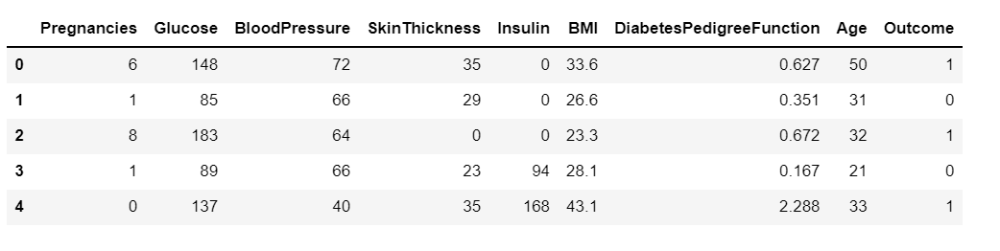 Pregnancies Glucose BloodPressure SkinThickness Insulin BMI DiabetesPedigreeFunction Age Outcome
0 6 148 72 35 0 33.6 0.627 50 1
1 1 85 66 29 0 26.6 0.351 31 0
2 8 183 64 0 0 23.3 0.672 32 1
3 1 89 66 23 94 28.1 0.167 21 0
4 0 137 40 35 168 43.1 2.288 33 1